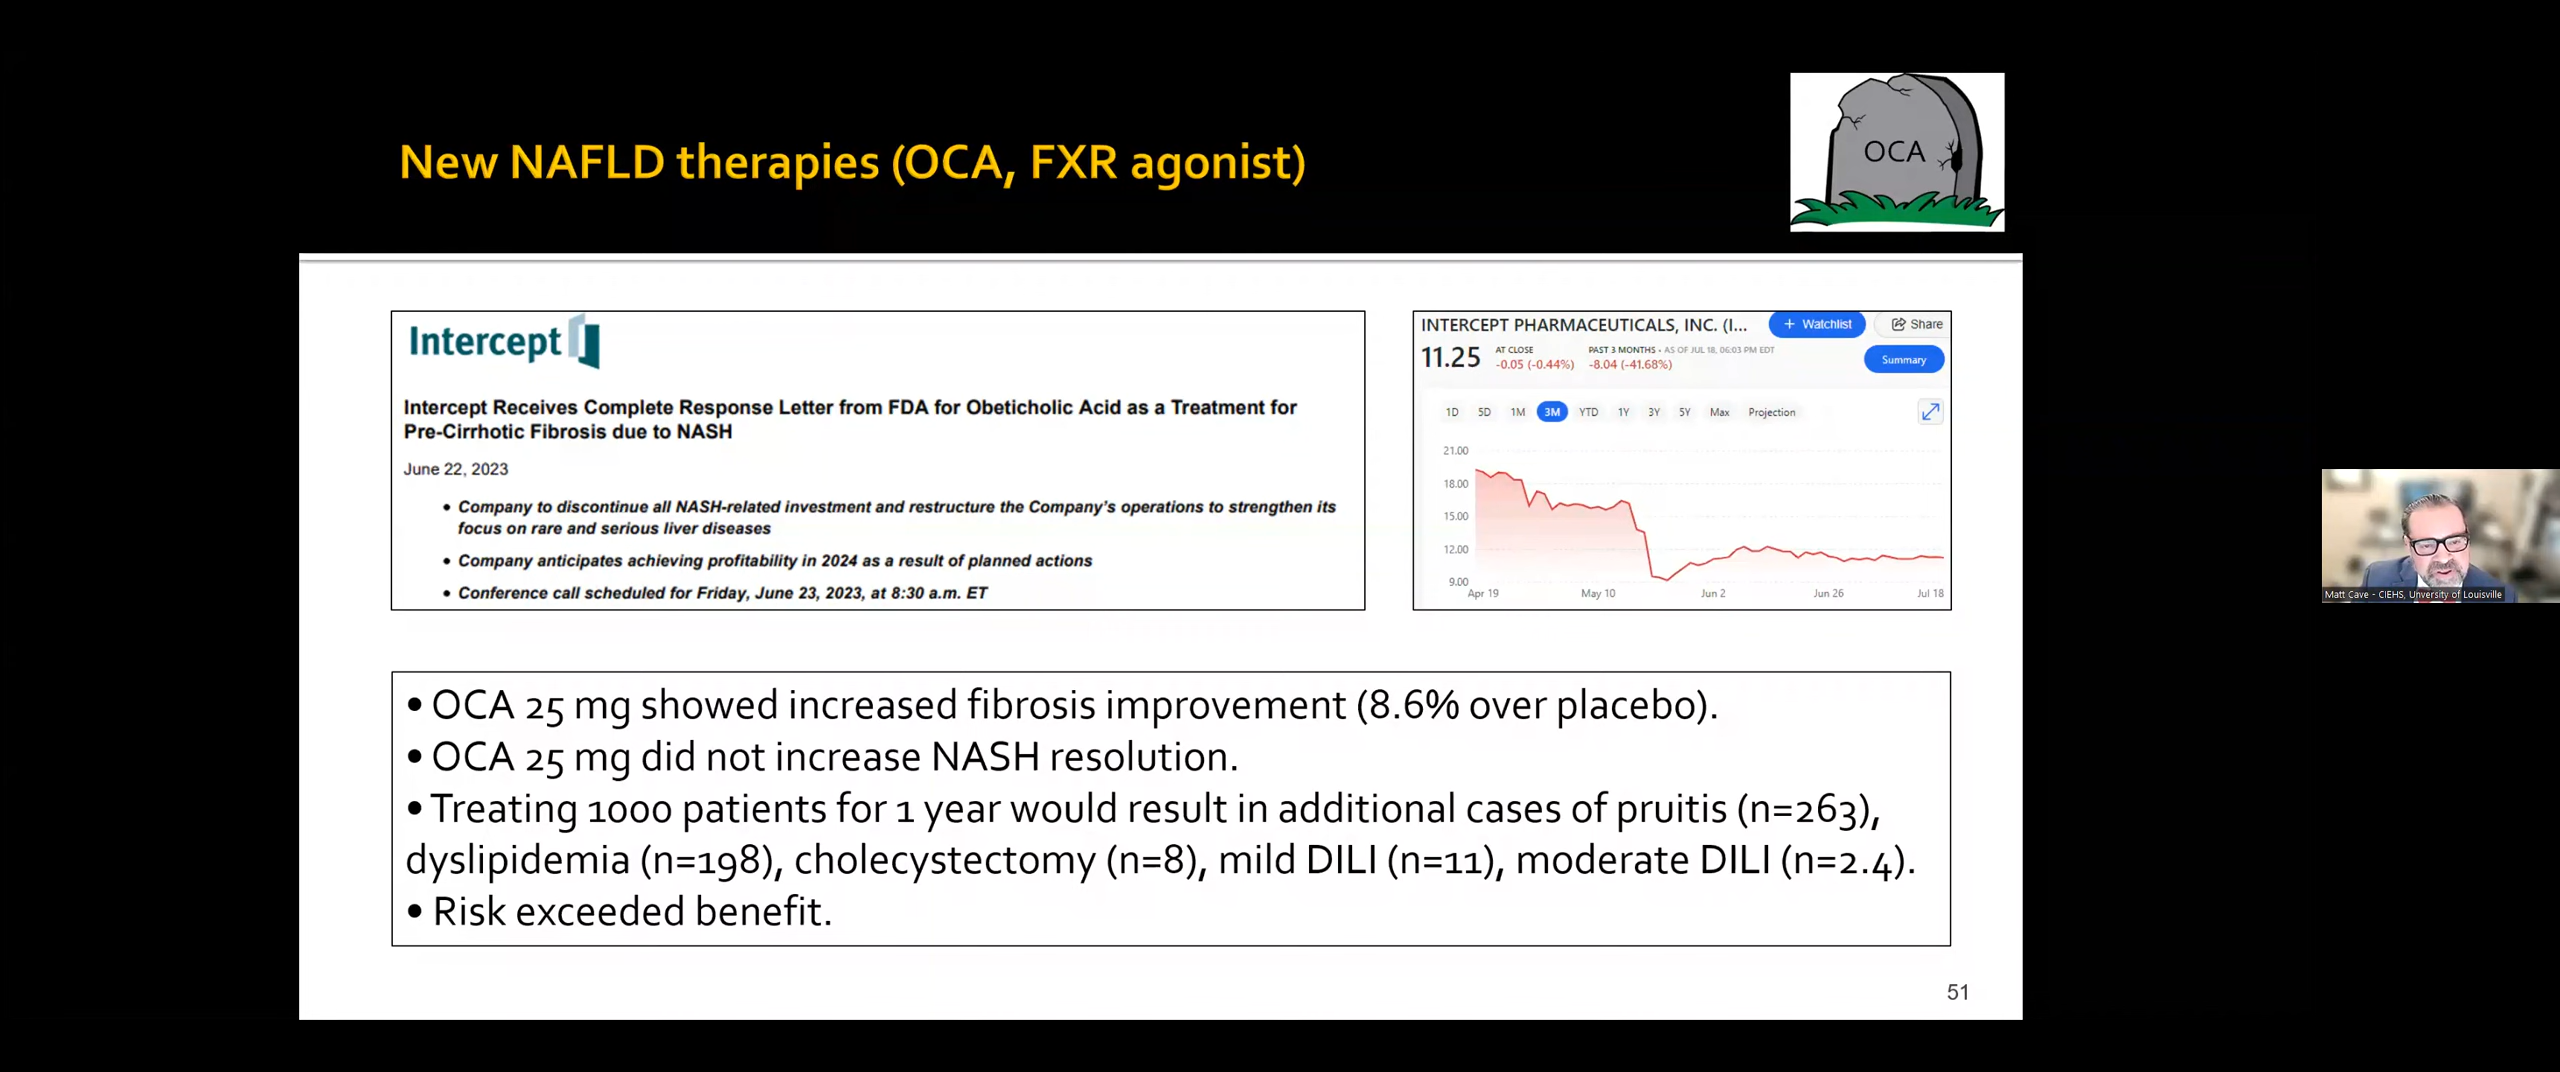 New NAFLD therapies (OCA, FXR agonist)
OCA
Intercept
Intercept Receives Complete Response Letter from FDA for Obeticholic Acid as a Treatment for
Pre-Cirrhotic Fibrosis due to NASH
June 22, 2023
• Company to discontinue all NASH-related investment and restructure the Company's operations to strengthen its
focus on rare and serious liver diseases
• Company anticipates achieving profitability in 2024 as a result of planned actions
• Conference call scheduled for Friday, June 23, 2023, at 8:30 a.m. ET
INTERCEPT PHARMACEUTICALS, INC. (I...
+ Watchlist
Share
11.25
AT CLOSE
-0.05 (-0.44%)
PAST 3 MONTHS • AS OF JUL 18, 06:03 PM EDT
-8.04 (-41.68%)
Summary
1D 5D 1M 3M YTD 1Y 3Y 5Y Max Projection
21.00
18.00
15.00
12.00
9.00
Apr 19 May 10 Jun 2 Jun 26 Jul 18
• OCA 25 mg showed increased fibrosis improvement (8.6% over placebo).
• OCA 25 mg did not increase NASH resolution.
• Treating 1000 patients for 1 year would result in additional cases of pruitis (n=263),
dyslipidemia (n=198), cholecystectomy (n=8), mild DILI (n=11), moderate DILI (n=2.4).
• Risk exceeded benefit.
51
Matt Cave - CIEHS, Unversity of Louisville